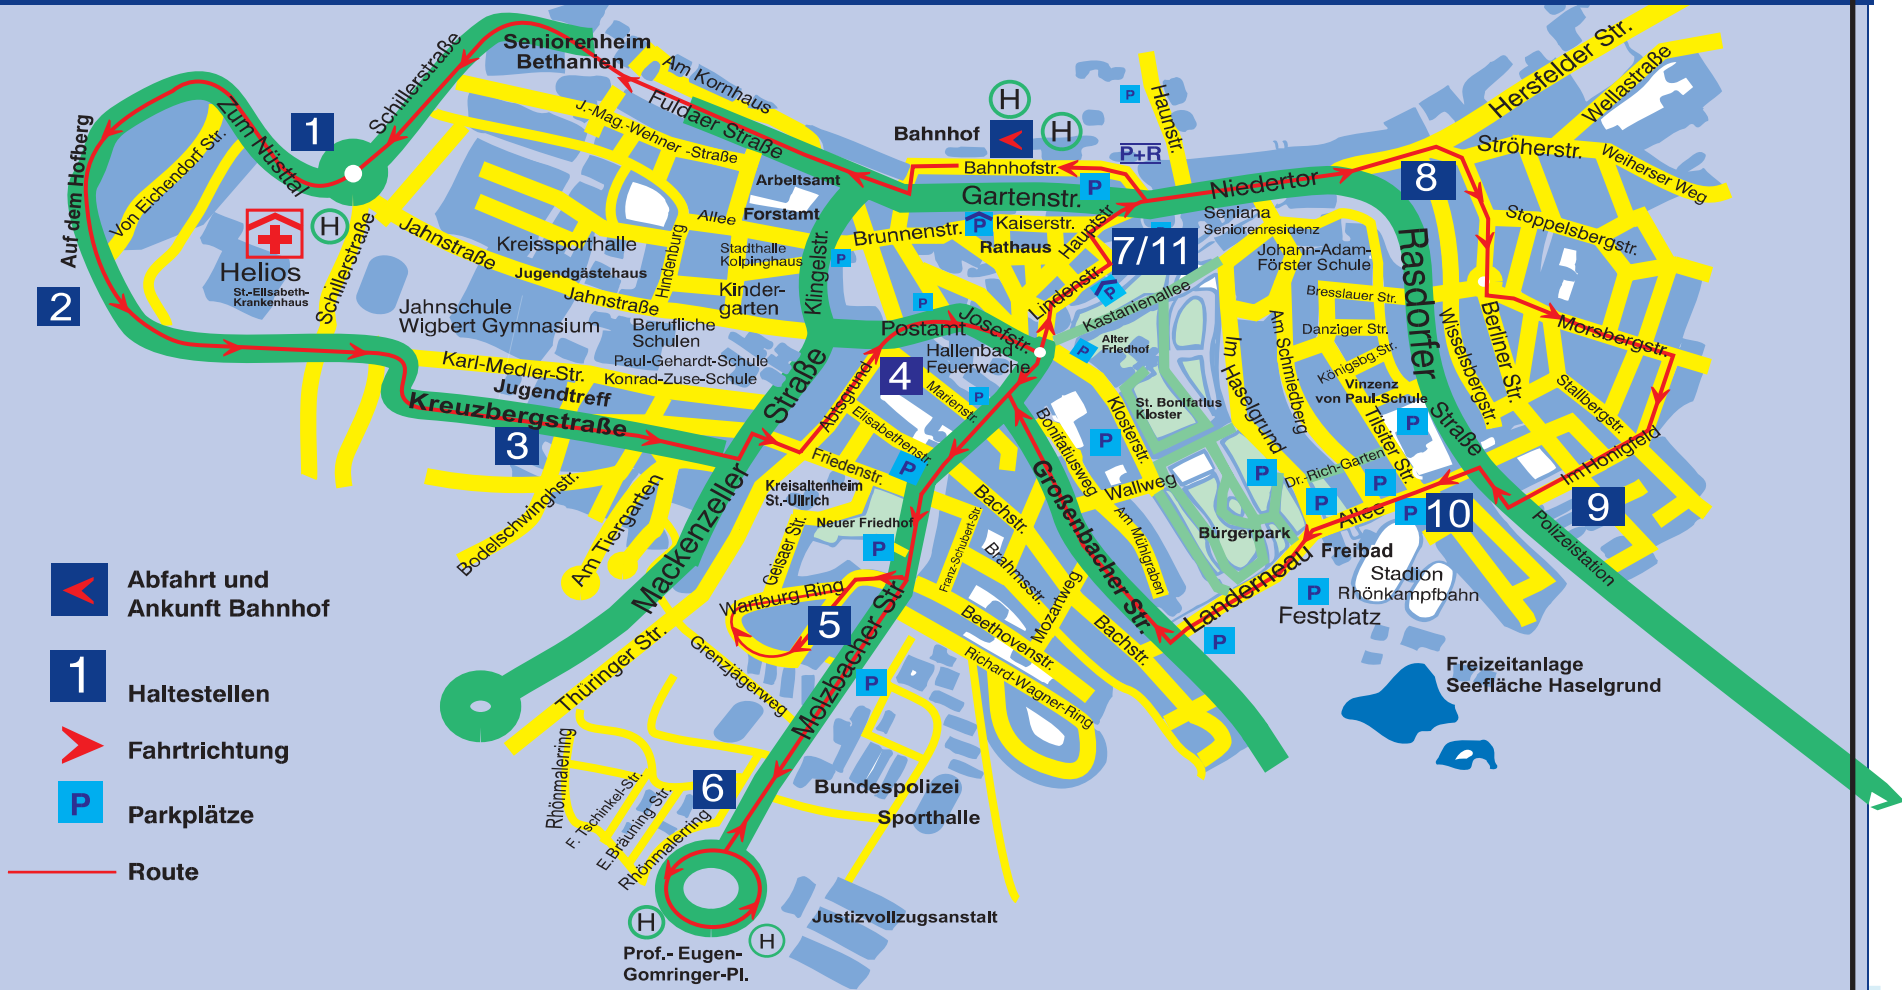 Seniorenheim
Bethanien
Schillerstraße
Am Kornhaus
Fuldaer Straße
J.-Mag.-Wehner -Straße
Zum Nüsttal
Von Eichendorf Str.
Auf dem Hofberg
1
H
Helios
St.-Elisabeth-
Krankenhaus
Schillerstraße
2
Jahnstraße
Kreissporthalle
Jugendgästehaus
Jahnstraße
Hindenburg
Allee
Arbeitsamt
Forstamt
Stadthalle
Kolpinghaus
Kinder-
garten
Jahnschule
Wigbert Gymnasium
Berufliche
Schulen
Paul-Gehardt-Schule
Konrad-Zuse-Schule
Karl-Medler-Str.
Jugendtreff
Kreuzbergstraße
3
Bodelschwinghstr.
Am Tiergarten
Mackenzeller
Straße
Klingelstr.
P
Bahnhof
H
H
P
Haunstr.
P+R
Bahnhofstr.
P
Gartenstr.
Niedertor
Brunnenstr.
P
Kaiserstr.
Rathaus
Hauptstr.
7/11
Lindenstr.
P
Kastanienallee
Seniana
Seniorenresidenz
Johann-Adam-
Förster Schule
Bresslauer Str.
Danziger Str.
Königsbg.Str.
Vinzenz
von Paul-Schule
P
Hersfelder Str.
Wellastraße
Ströherstr.
Weiherser Weg
8
Stoppelsbergstr.
Rasdorfer
Straße
Wisselsbergstr.
Berliner Str.
Morsbergstr.
Stallbergstr.
Im Hönigfeld
9
Polizeistation
P
Postamt
Josefstr.
Hallenbad
Feuerwache
4
P
Marienstr.
Abtsgrund
Elisabethenstr.
P
Friedenstr.
Kreisaltenheim
St.-Ullrich
Neuer Friedhof
P
Geisaer Str.
Wartburg Ring
5
Alter
Friedhof
P
St. Bonifatius
Kloster
Klosterstr.
P
Bonifatiusweg
Wallweg
Im Haselgrund
Am Schmiedberg
Tilsiter Str.
Dr.-Rich-Garten
P
P
P
P
10
Landerneau
Allee
Bürgerpark
Freibad
Stadion
Rhönkampfbahn
P
Festplatz
P
Großenbacher Str.
Am Mühlgraben
Bachstr.
Franz-Schubert-Str.
Brahmsstr.
Mozartweg
Bachstr.
Beethovenstr.
Richard-Wagner-Ring
Molzbacher Str.
P
Thüringer Str.
Grenzjägerweg
Rhönmalerring
F. Tschinkel-Str.
E.Bräuning Str.
Rhönmalerring
6
Bundespolizei
Sporthalle
Justizvollzugsanstalt
H
H
Prof.- Eugen-
Gomringer-Pl.
Freizeitanlage
Seefläche Haselgrund
Abfahrt und
Ankunft Bahnhof
1
Haltestellen
Fahrtrichtung
P
Parkplätze
Route